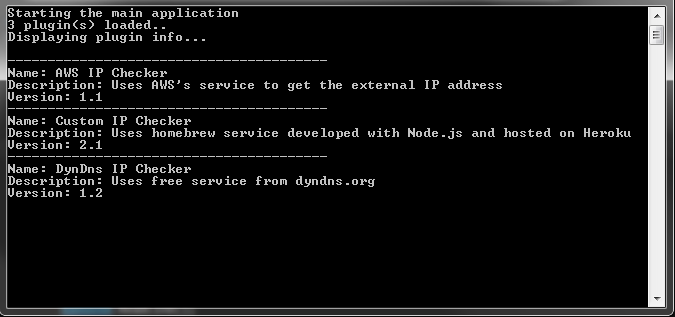 Starting the main application
3 plugin(s) loaded..
Displaying plugin info...
----------------------------------------
Name: AWS IP Checker
Description: Uses AWS's service to get the external IP address
Version: 1.1
----------------------------------------
Name: Custom IP Checker
Description: Uses homebrew service developed with Node.js and hosted on Heroku
Version: 2.1
----------------------------------------
Name: DynDns IP Checker
Description: Uses free service from dyndns.org
Version: 1.2